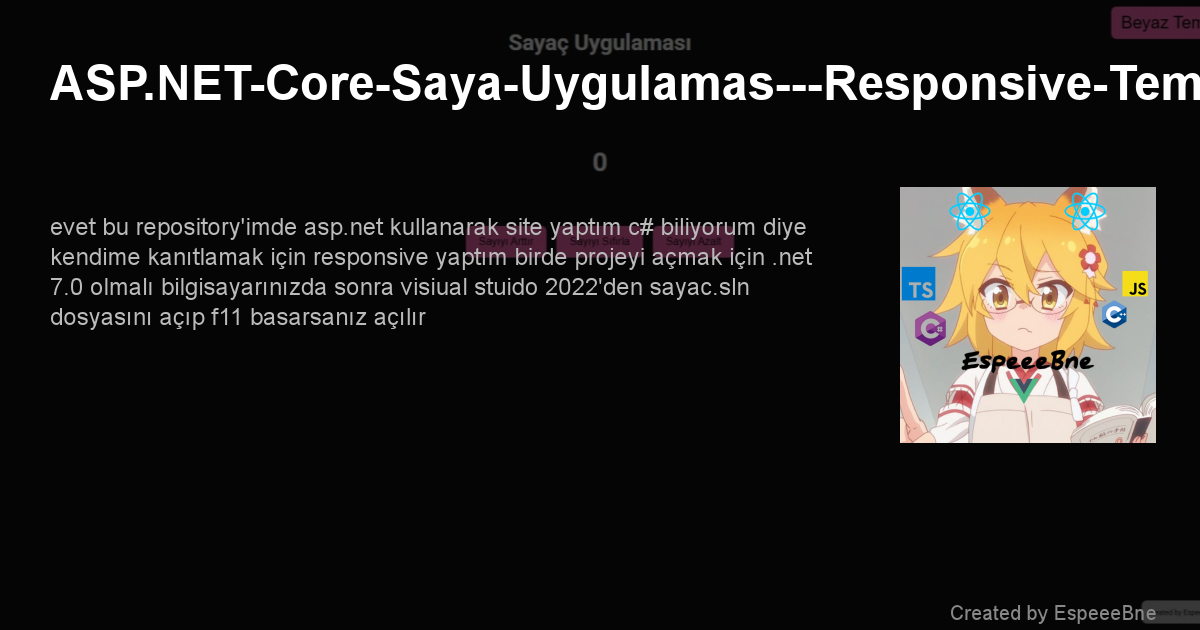 Beyaz Tem
Sayaç Uygulaması
ASP.NET-Core-Saya-Uygulamas---Responsive-Tem
0
evet bu repository'imde asp.net kullanarak site yaptım c# biliyorum diye
kendime kanıtlamak için responsive yaptım birde projeyi açmak için .net
7.0 olmalı bilgisayarınızda sonra visiual stuido 2022'den sayac.sln
dosyasını açıp f11 basarsanız açılır
Sayıyı Arttır
Sayıyı Sıfırla
Sayıyı Azalt
TS
JS
C#
C++
EspeeeBne
Created by EspeeeBne